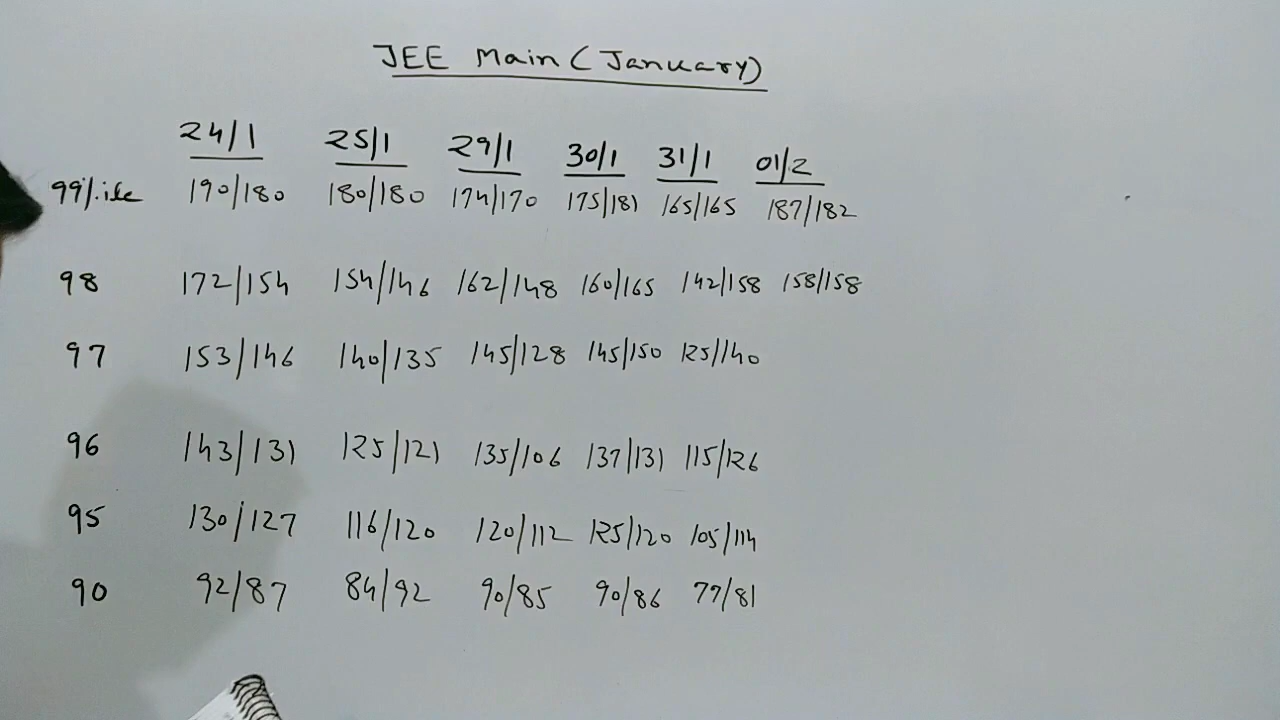 JEE Main (January)
24/1 25/1 29/1 30/1 31/1 01/2
99%ile 190/180 180/180 174/170 175/181 165/165 187/182
98 172/154 154/146 162/148 160/165 142/158 158/158
97 153/146 140/135 145/128 145/150 125/140
96 143/131 125/121 135/106 137/131 115/126
95 130/127 116/120 120/112 125/120 105/114
90 92/87 84/92 90/85 90/86 77/81